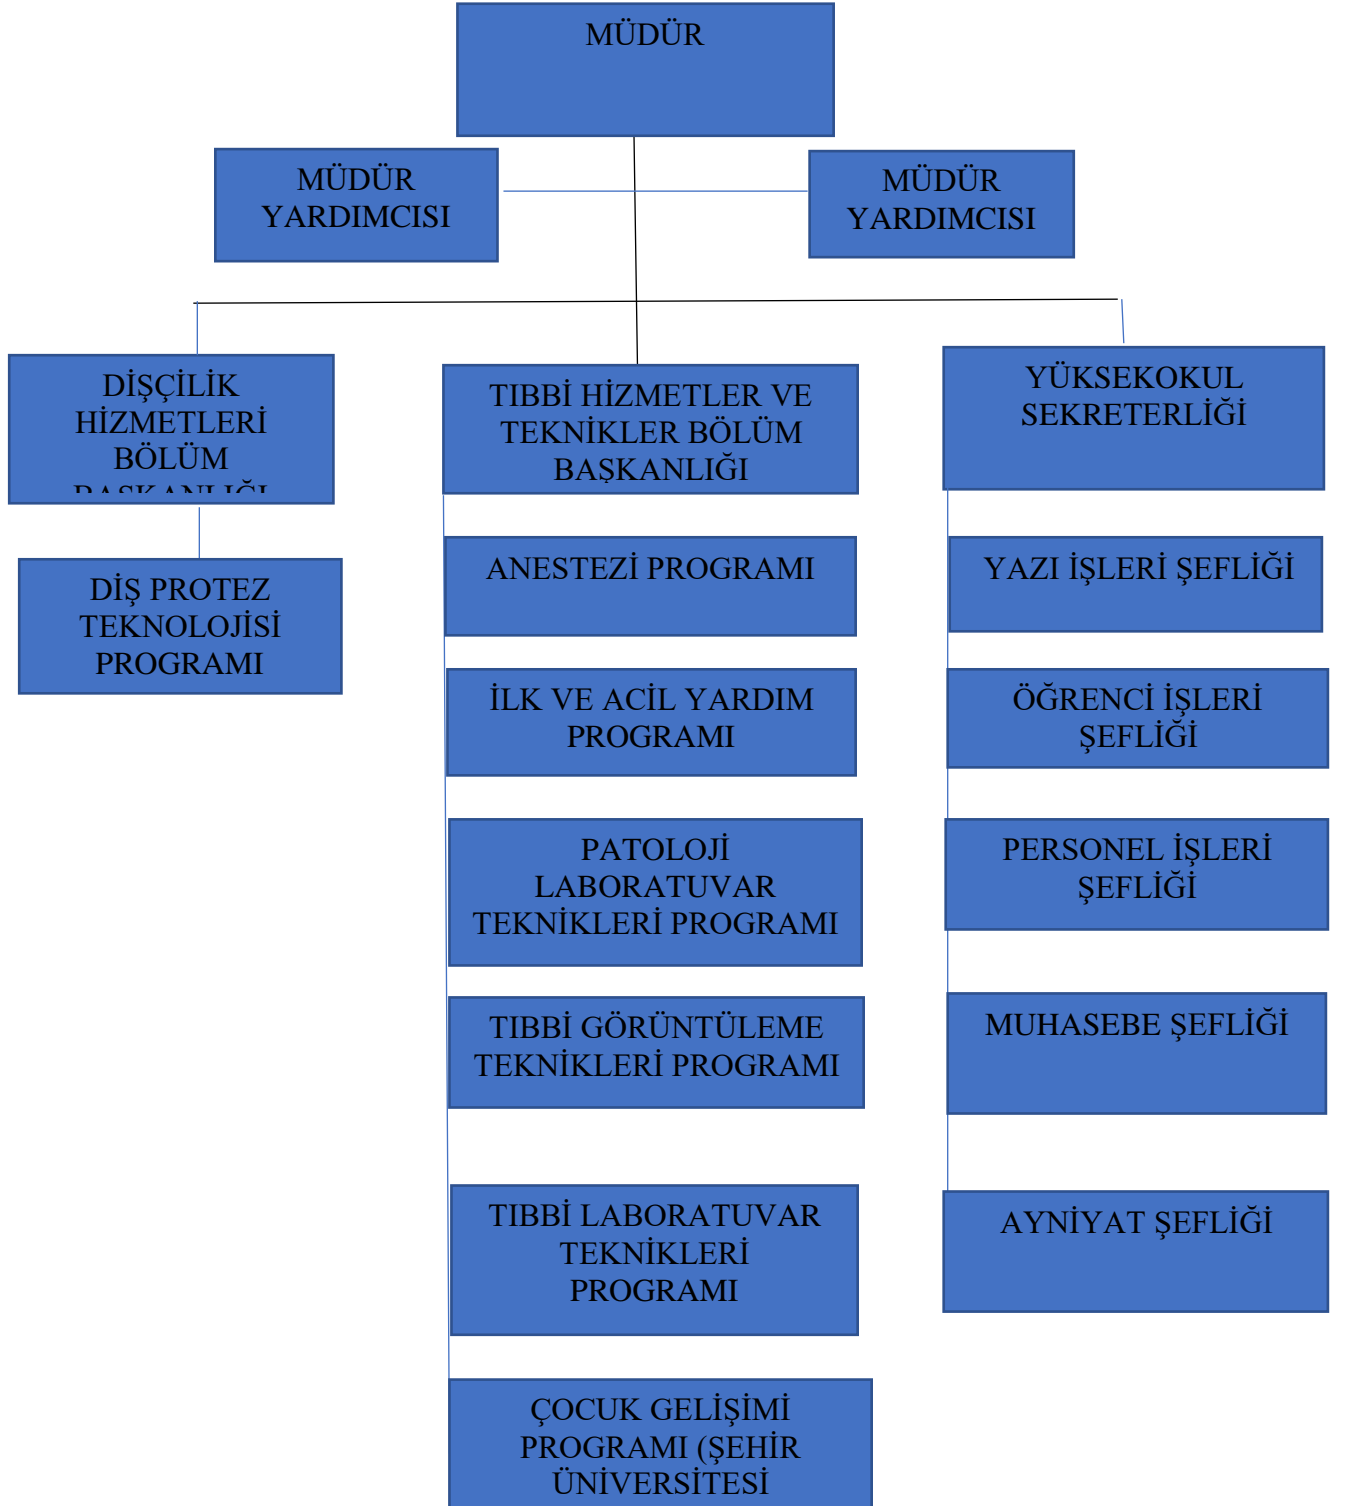 MÜDÜR
MÜDÜR
YARDIMCISI
MÜDÜR
YARDIMCISI
DİŞÇİLİK
HİZMETLERİ
BÖLÜM
BAŞKANLIĞI
DİŞ PROTEZ
TEKNOLOJİSİ
PROGRAMI
TIBBİ HİZMETLER VE
TEKNİKLER BÖLÜM
BAŞKANLIĞI
ANESTEZİ PROGRAMI
İLK VE ACİL YARDIM
PROGRAMI
PATOLOJİ
LABORATUVAR
TEKNİKLERİ PROGRAMI
TIBBİ GÖRÜNTÜLEME
TEKNİKLERİ PROGRAMI
TIBBİ LABORATUVAR
TEKNİKLERİ
PROGRAMI
ÇOCUK GELİŞİMİ
PROGRAMI (ŞEHİR
ÜNİVERSİTESİ
YÜKSEKOKUL
SEKRETERLİĞİ
YAZI İŞLERİ ŞEFLİĞİ
ÖĞRENCİ İŞLERİ
ŞEFLİĞİ
PERSONEL İŞLERİ
ŞEFLİĞİ
MUHASEBE ŞEFLİĞİ
AYNİYAT ŞEFLİĞİ